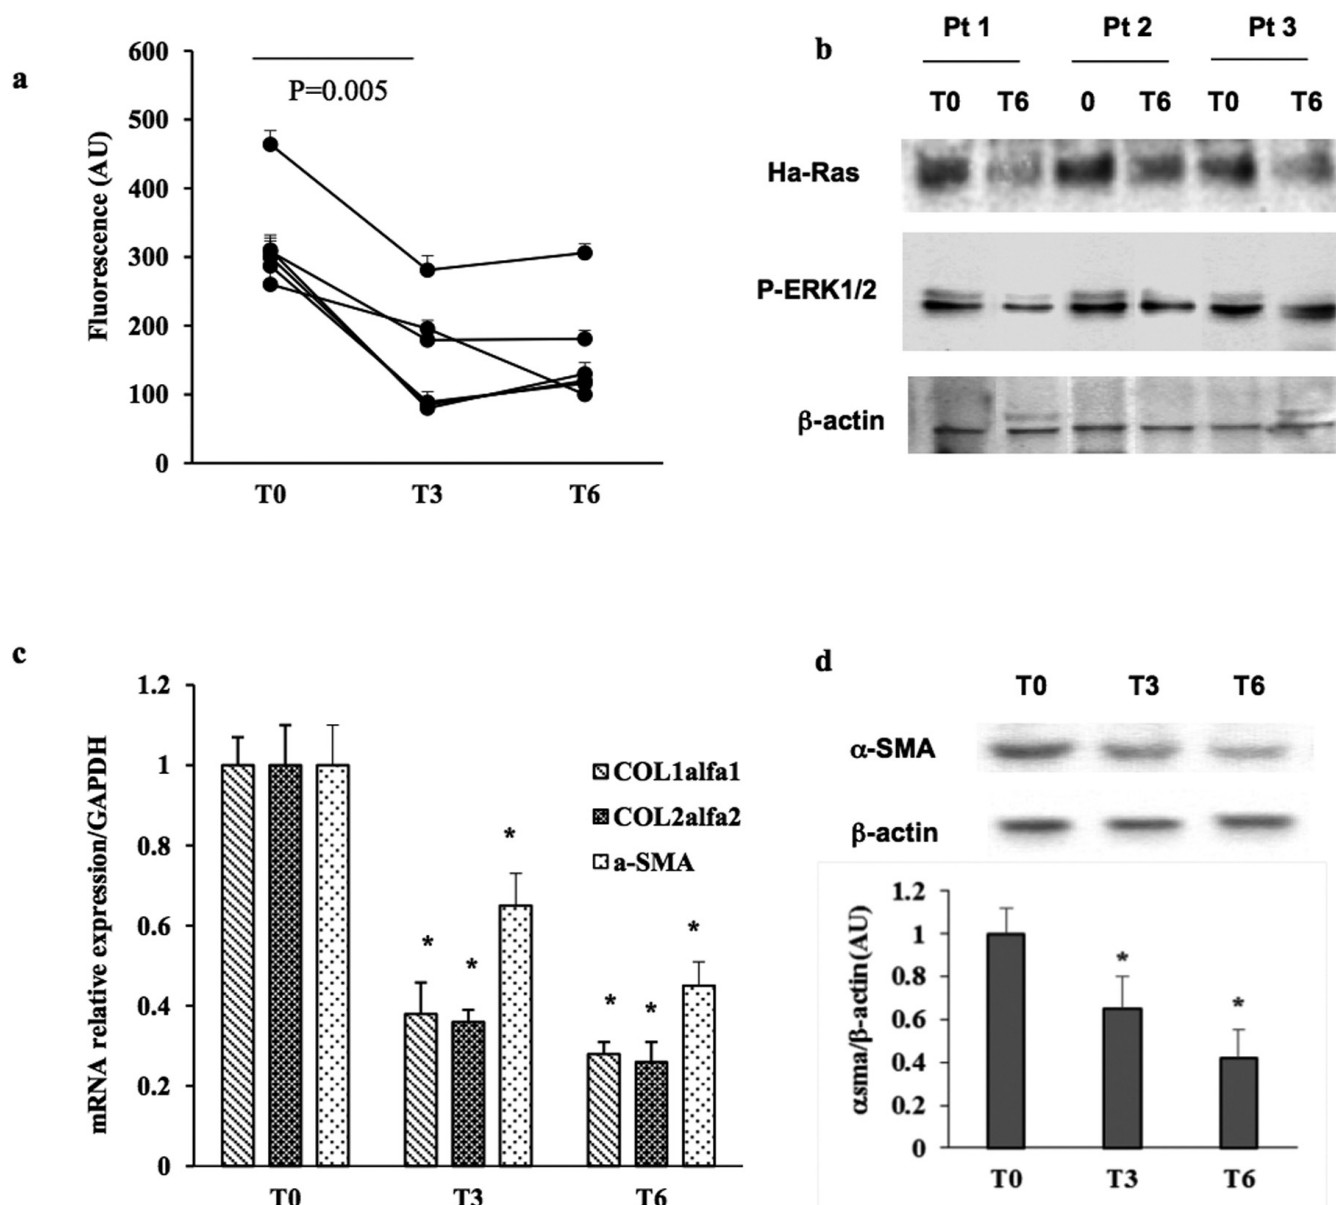 a
600
500
400
300
200
100
0
Fluorescence (AU)
P=0.005
T0 T3 T6
b
Pt 1 Pt 2 Pt 3
T0 T6 0 T6 T0 T6
Ha-Ras
P-ERK1/2
β-actin
c
1.2
1
0.8
0.6
0.4
0.2
0
mRNA relative expression/GAPDH
COL1alfa1
COL2alfa2
a-SMA
* * *
* * *
T0 T3 T6
d
T0 T3 T6
α-SMA
β-actin
1.2
1
0.8
0.6
0.4
0.2
0
αsma/β-actin(AU)
* *
T0 T3 T6